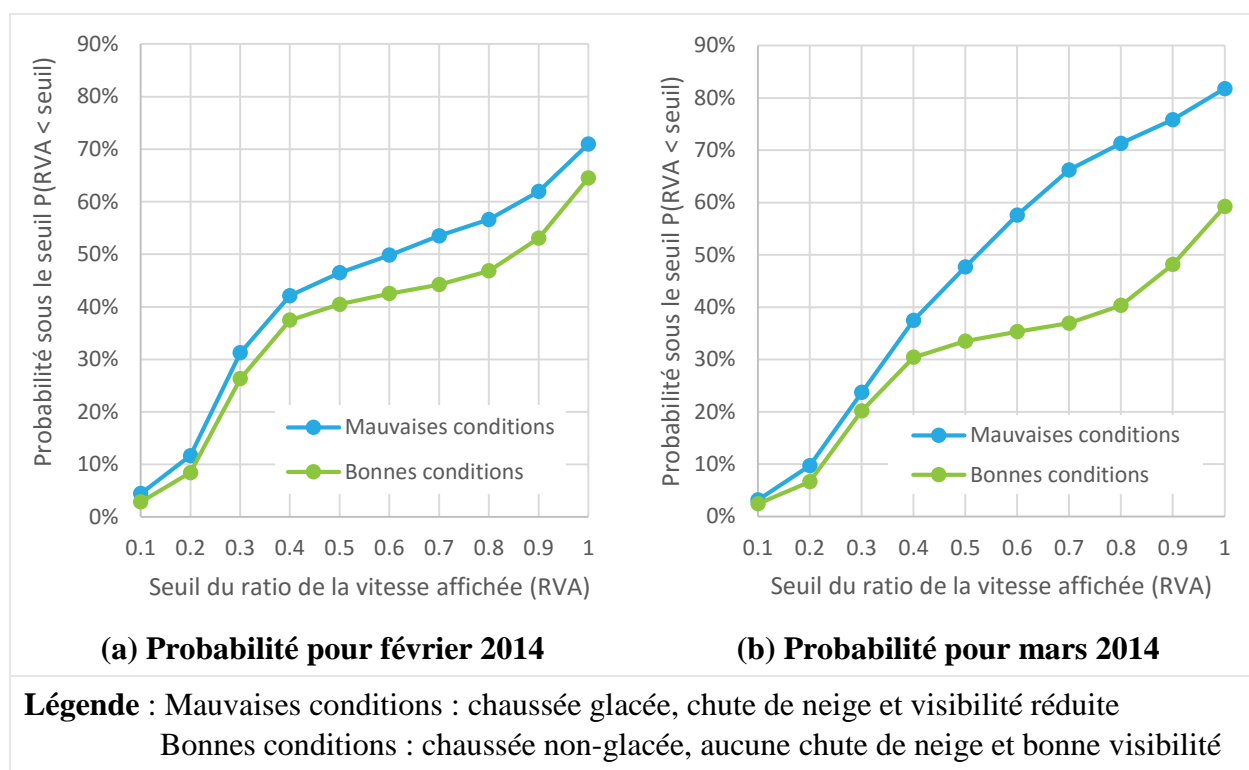 90%
80%
70%
60%
50%
40%
30%
20%
10%
0%
Probabilité sous le seuil P(RVA < seuil)
Mauvaises conditions
Bonnes conditions
0.1 0.2 0.3 0.4 0.5 0.6 0.7 0.8 0.9 1
Seuil du ratio de la vitesse affichée (RVA)
(a) Probabilité pour février 2014
90%
80%
70%
60%
50%
40%
30%
20%
10%
0%
Probabilité sous le seuil P(RVA < seuil)
Mauvaises conditions
Bonnes conditions
0.1 0.2 0.3 0.4 0.5 0.6 0.7 0.8 0.9 1
Seuil du ratio de la vitesse affichée (RVA)
(b) Probabilité pour mars 2014
Légende : Mauvaises conditions : chaussée glacée, chute de neige et visibilité réduite
Bonnes conditions : chaussée non-glacée, aucune chute de neige et bonne visibilité